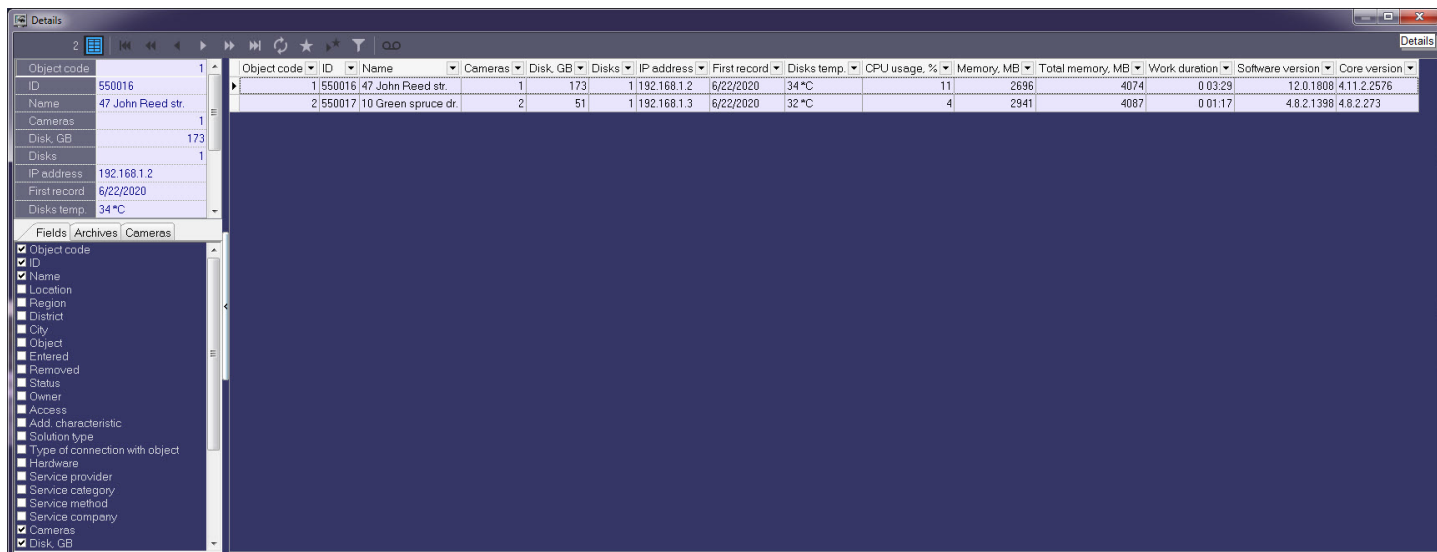 Details
2
Details
Object code 1
ID 550016
Name 47 John Reed str.
Cameras 1
Disk, GB 173
Disks 1
IP address 192.168.1.2
First record 6/22/2020
Disks temp. 34 °C
Fields Archives Cameras
Object code
ID
Name
Location
Region
District
City
Object
Entered
Removed
Status
Owner
Access
Add. characteristic
Solution type
Type of connection with object
Hardware
Service provider
Service category
Service method
Service company
Cameras
Disk, GB
Object code ID Name Cameras Disk, GB Disks IP address First record Disks temp. CPU usage, % Memory, MB Total memory, MB Work duration Software version Core version
1 550016 47 John Reed str. 1 173 1 192.168.1.2 6/22/2020 34 °C 11 2696 4074 0 03:29 12.0.1808 4.11.2.2576
2 550017 10 Green spruce dr. 2 51 1 192.168.1.3 6/22/2020 32 °C 4 2941 4087 0 01:17 4.8.2.1398 4.8.2.273